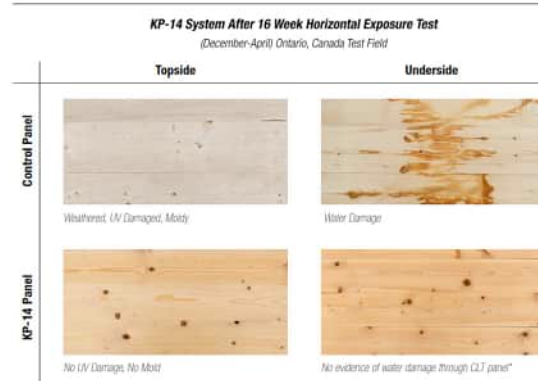 KP-14 System After 16 Week Horizontal Exposure Test
(December-April) Ontario, Canada Test Field
Topside
Underside
Control Panel
Weathered, UV Damaged, Moldy
Water Damage
KP-14 Panel
No UV Damage, No Mold
No evidence of water damage through CLT panel*